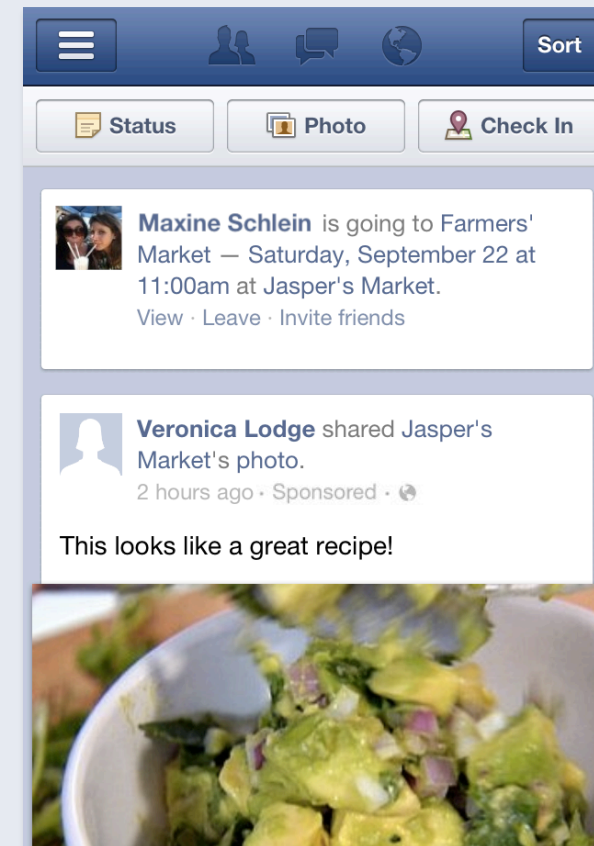 Sort
Status
Photo
Check In
Maxine Schlein is going to Farmers'
Market — Saturday, September 22 at
11:00am at Jasper's Market.
View · Leave · Invite friends
Veronica Lodge shared Jasper's
Market's photo.
2 hours ago · Sponsored ·
This looks like a great recipe!